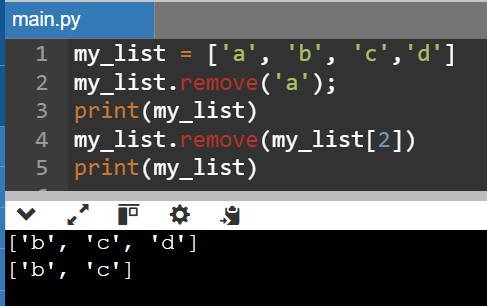 main.py
1 my_list = ['a', 'b', 'c','d']
2 my_list.remove('a');
3 print(my_list)
4 my_list.remove(my_list[2])
5 print(my_list)
['b', 'c', 'd']
['b', 'c']